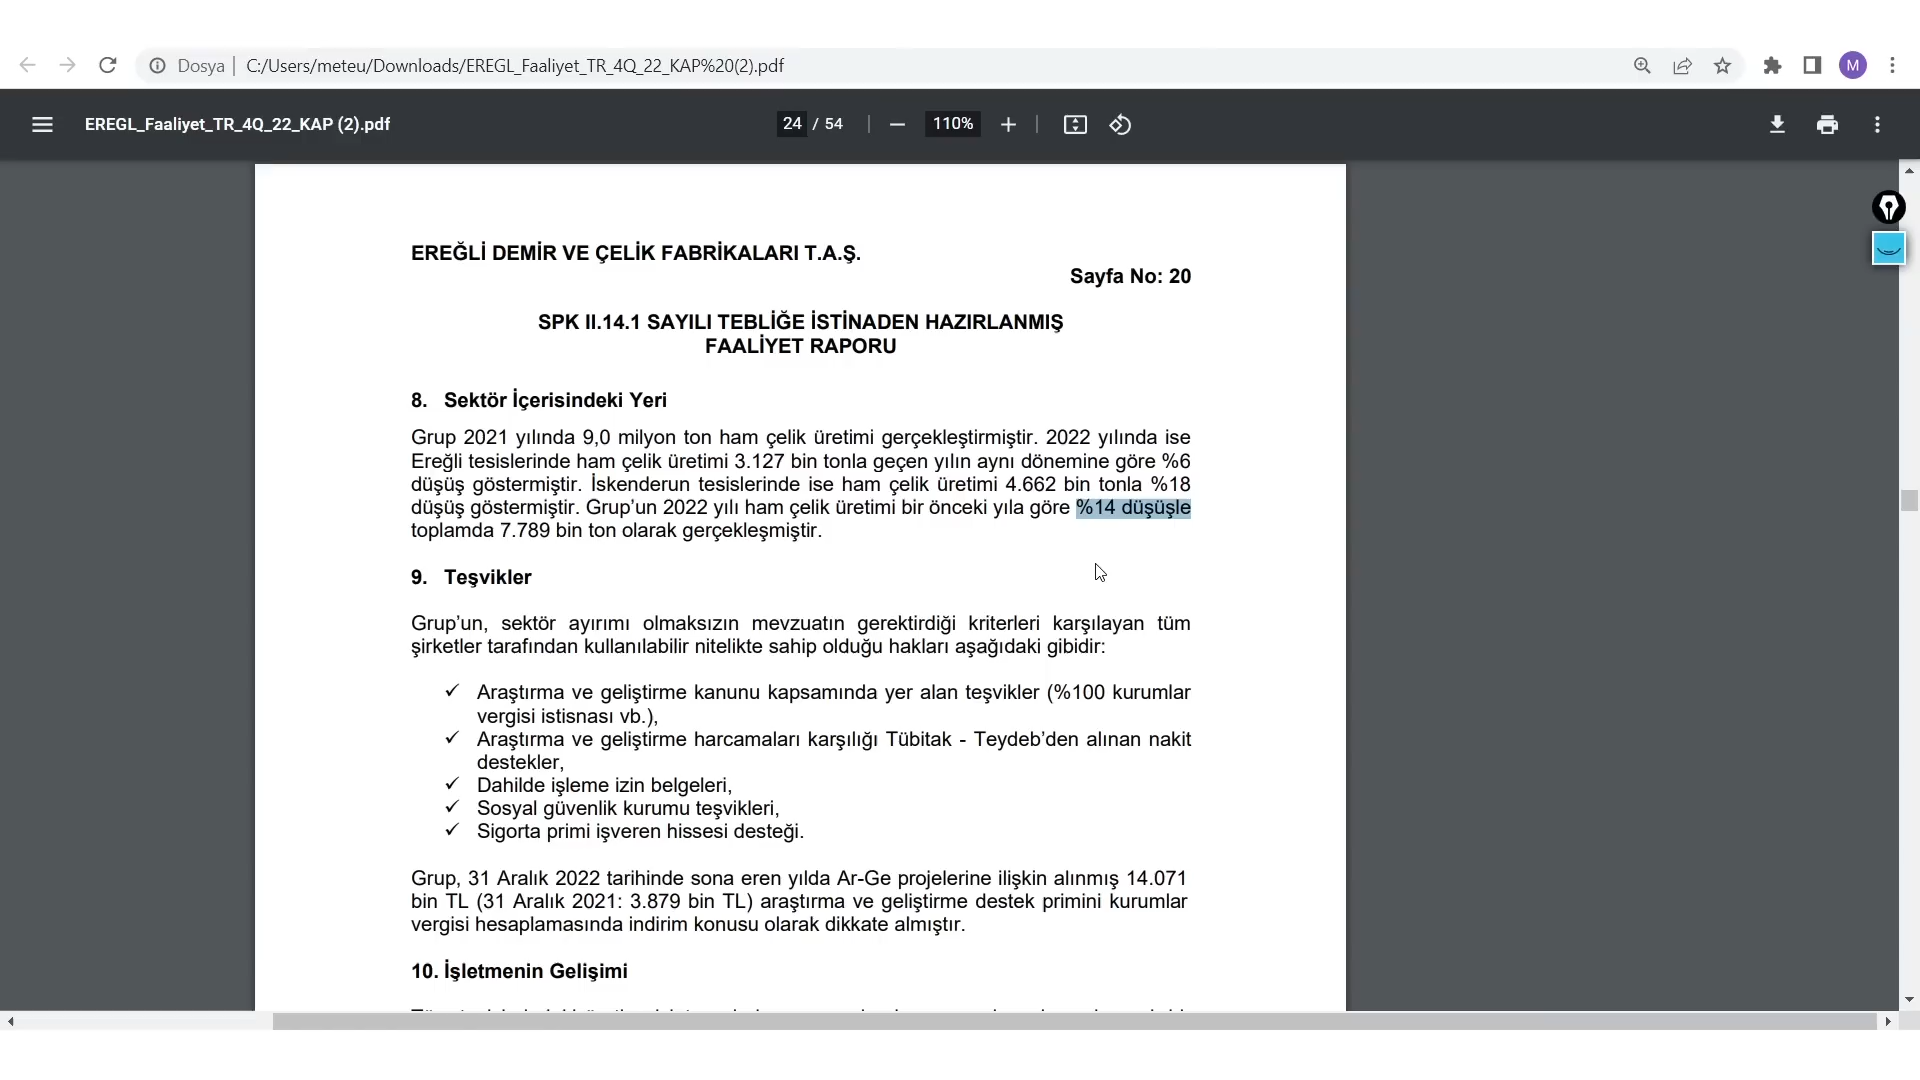 Dosya | C:/Users/meteu/Downloads/EREGL_Faaliyet_TR_4Q_22_KAP%20(2).pdf
M
EREGL_Faaliyet_TR_4Q_22_KAP (2).pdf
24 / 54
110%
EREĞLİ DEMİR VE ÇELİK FABRİKALARI T.A.Ş.
Sayfa No: 20
SPK II.14.1 SAYILI TEBLİĞE İSTİNADEN HAZIRLANMIŞ
FAALİYET RAPORU
8. Sektör İçerisindeki Yeri
Grup 2021 yılında 9,0 milyon ton ham çelik üretimi gerçekleştirmiştir. 2022 yılında ise
Ereğli tesislerinde ham çelik üretimi 3.127 bin tonla geçen yılın aynı dönemine göre %6
düşüş göstermiştir. İskenderun tesislerinde ise ham çelik üretimi 4.662 bin tonla %18
düşüş göstermiştir. Grup’un 2022 yılı ham çelik üretimi bir önceki yıla göre %14 düşüşle
toplamda 7.789 bin ton olarak gerçekleşmiştir.
9. Teşvikler
Grup’un, sektör ayırımı olmaksızın mevzuatın gerektirdiği kriterleri karşılayan tüm
şirketler tarafından kullanılabilir nitelikte sahip olduğu hakları aşağıdaki gibidir:
✓ Araştırma ve geliştirme kanunu kapsamında yer alan teşvikler (%100 kurumlar
vergisi istisnası vb.),
✓ Araştırma ve geliştirme harcamaları karşılığı Tübitak - Teydeb’den alınan nakit
destekler,
✓ Dahilde işleme izin belgeleri,
✓ Sosyal güvenlik kurumu teşvikleri,
✓ Sigorta primi işveren hissesi desteği.
Grup, 31 Aralık 2022 tarihinde sona eren yılda Ar-Ge projelerine ilişkin alınmış 14.071
bin TL (31 Aralık 2021: 3.879 bin TL) araştırma ve geliştirme destek primini kurumlar
vergisi hesaplamasında indirim konusu olarak dikkate almıştır.
10. İşletmenin Gelişimi